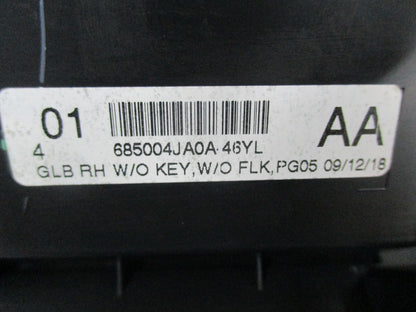 01 AA
4 685004JA0A 46YL
GLB RH W/O KEY,W/O FLK,PG05 09/12/18